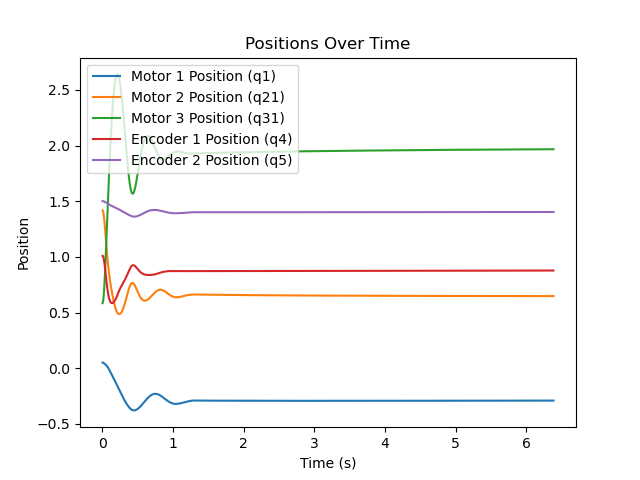 Positions Over Time
Motor 1 Position (q1)
Motor 2 Position (q21)
Motor 3 Position (q31)
Encoder 1 Position (q4)
Encoder 2 Position (q5)
Position
2.5
2.0
1.5
1.0
0.5
0.0
−0.5
0 1 2 3 4 5 6
Time (s)